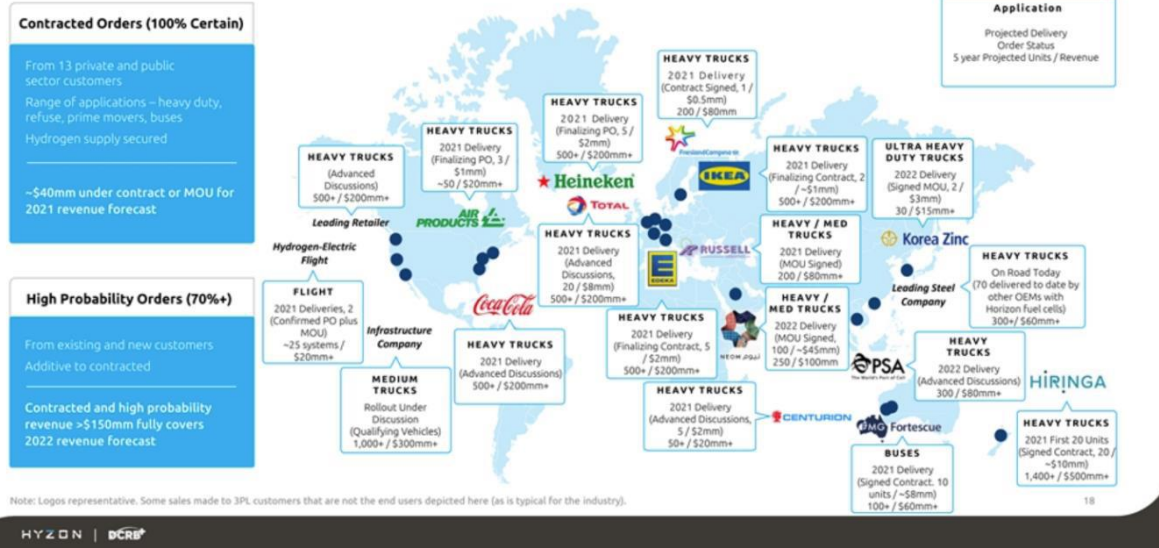 Contracted Orders (100% Certain)
From 13 private and public
sector customers
Range of applications – heavy duty,
refuse, prime movers, buses
Hydrogen supply secured
~$40mm under contract or MOU for
2021 revenue forecast
High Probability Orders (70%+)
From existing and new customers
Additive to contracted
Contracted and high probability
revenue >$150mm fully covers
2022 revenue forecast
Application
Projected Delivery
Order Status
5 year Projected Units / Revenue
HEAVY TRUCKS
(Advanced
Discussions)
500+ / $200mm+
Leading Retailer
HEAVY TRUCKS
2021 Delivery
(Finalizing PO, 3 /
$1mm)
~50 / $20mm+
AIR
PRODUCTS
HEAVY TRUCKS
2021 Delivery
(Finalizing PO, 5 /
$2mm)
500+ / $200mm+
Heineken
HEAVY TRUCKS
2021 Delivery
(Contract Signed, 1 /
$0.5mm)
200 / $80mm
FrieslandCampina
HEAVY TRUCKS
2021 Delivery
(Finalizing Contract, 2
/ ~$1mm)
500+ / $200mm+
IKEA
ULTRA HEAVY
DUTY TRUCKS
2022 Delivery
(Signed MOU, 2 /
$3mm)
30 / $15mm+
Korea Zinc
Hydrogen-Electric
Flight
FLIGHT
2021 Deliveries, 2
(Confirmed PO plus
MOU)
~25 systems /
$20mm+
Infrastructure
Company
MEDIUM
TRUCKS
Rollout Under
Discussion
(Qualifying Vehicles)
1,000+ / $300mm+
Coca-Cola
HEAVY TRUCKS
2021 Delivery
(Advanced Discussions)
500+ / $200mm+
TOTAL
HEAVY TRUCKS
2021 Delivery
(Advanced
Discussions,
20 / $8mm)
500+ / $200mm+
EDEKA
HEAVY TRUCKS
2021 Delivery
(Finalizing Contract, 5
/ $2mm)
500+ / $200mm+
RUSSELL
HEAVY / MED
TRUCKS
2021 Delivery
(MOU Signed)
200 / $80mm+
NEOM نيوم
HEAVY /
MED TRUCKS
2022 Delivery
(MOU Signed,
100 / ~$45mm)
250 / $100mm
Leading Steel
Company
HEAVY TRUCKS
On Road Today
(70 delivered to date by
other OEMs with
Horizon fuel cells)
300+/ $60mm+
HEAVY TRUCKS
2021 Delivery
(Advanced Discussions,
5 / $2mm)
50+ / $20mm+
CENTURION
PSA
The World's Port of Call
HEAVY
TRUCKS
2022 Delivery
(Advanced Discussions)
300 / $80mm+
FMG Fortescue
BUSES
2021 Delivery
(Signed Contract. 10
units / ~$8mm)
100+ / $60mm+
HIRINGA
HEAVY TRUCKS
2021 First 20 Units
(Signed Contract, 20 /
~$10mm)
1,400+ / $500mm+
Note: Logos representative. Some sales made to 3PL customers that are not the end users depicted here (as is typical for the industry).
18
HYZON | DCRB+